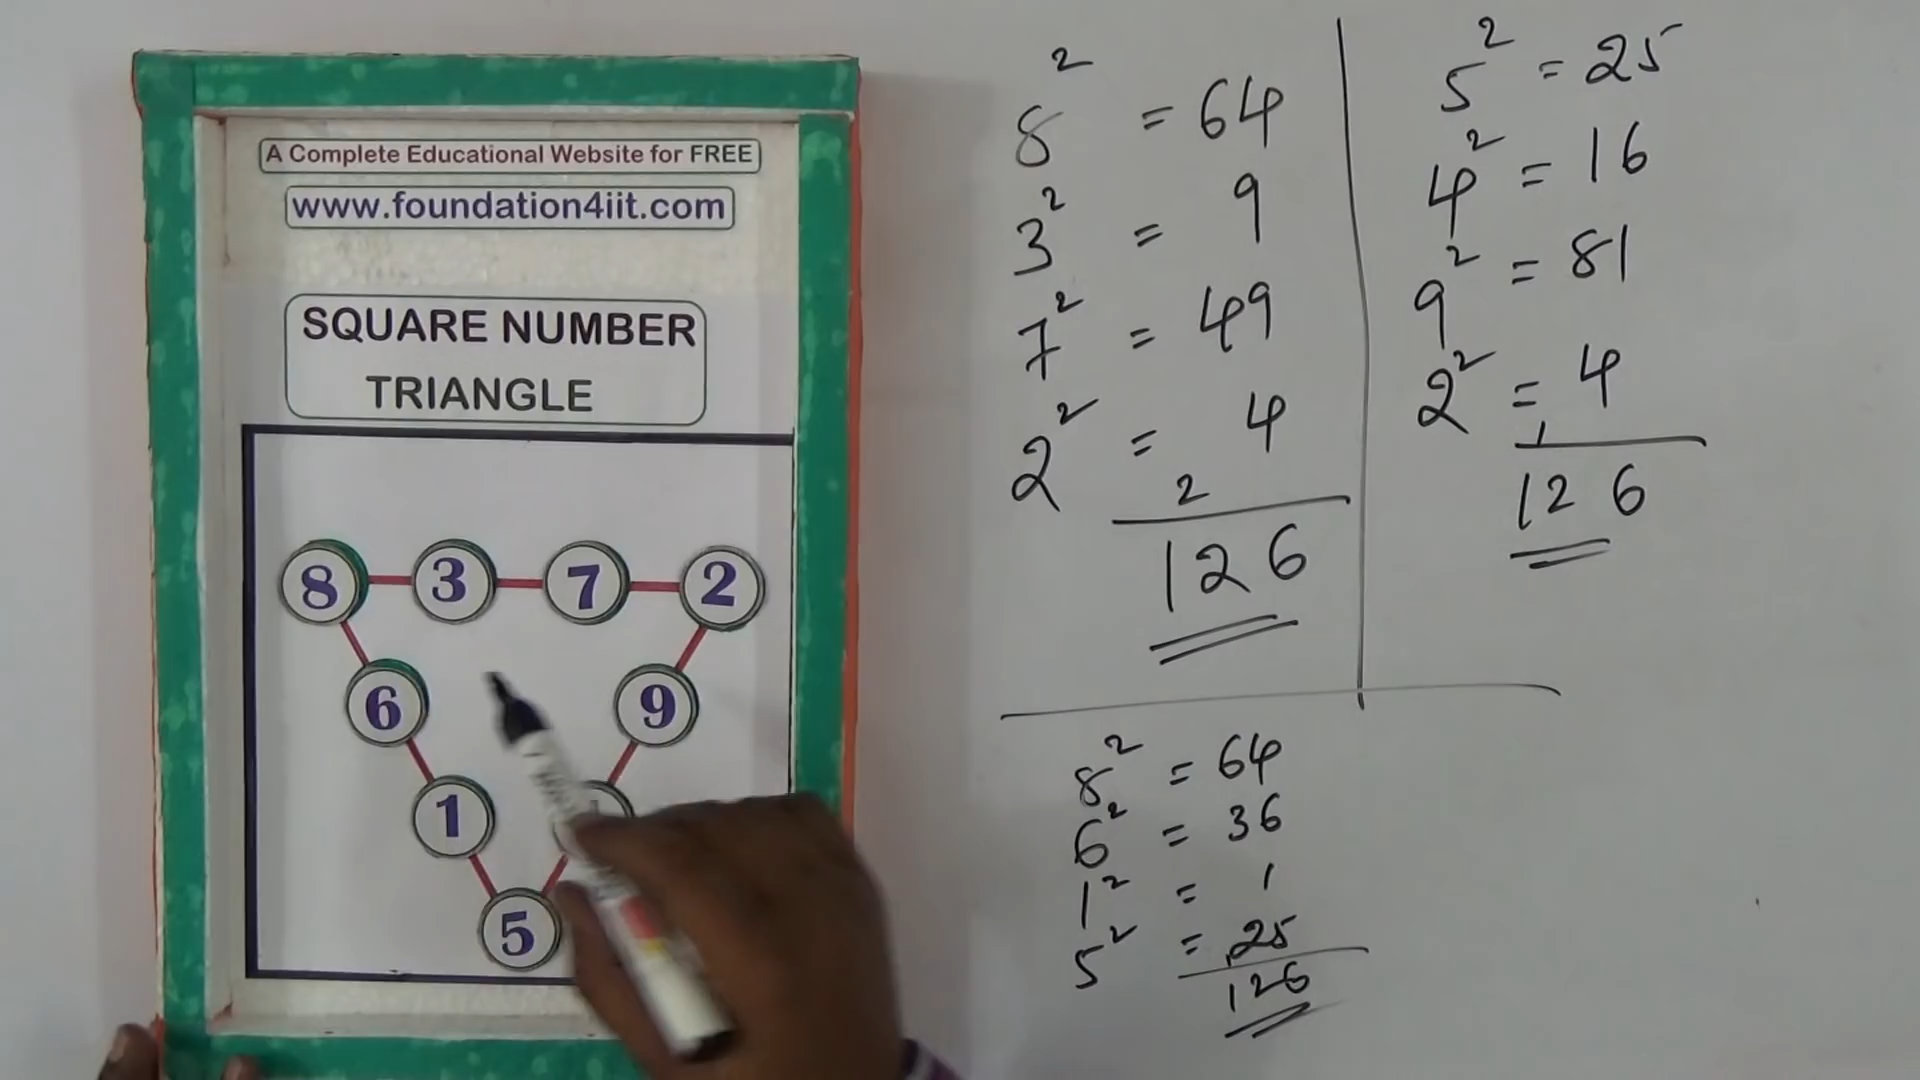 A Complete Educational Website for FREE
www.foundation4iit.com
SQUARE NUMBER
TRIANGLE
8 3 7 2
6 9
1
5
8² = 64
3² = 9
7² = 49
2² = 4
2
126
5² = 25
4² = 16
9² = 81
2² = 4
1
126
8² = 64
6² = 36
1² = 1
5² = 25
126